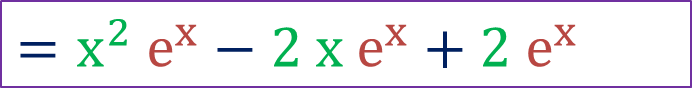 = x² eˣ − 2 x eˣ + 2 eˣ